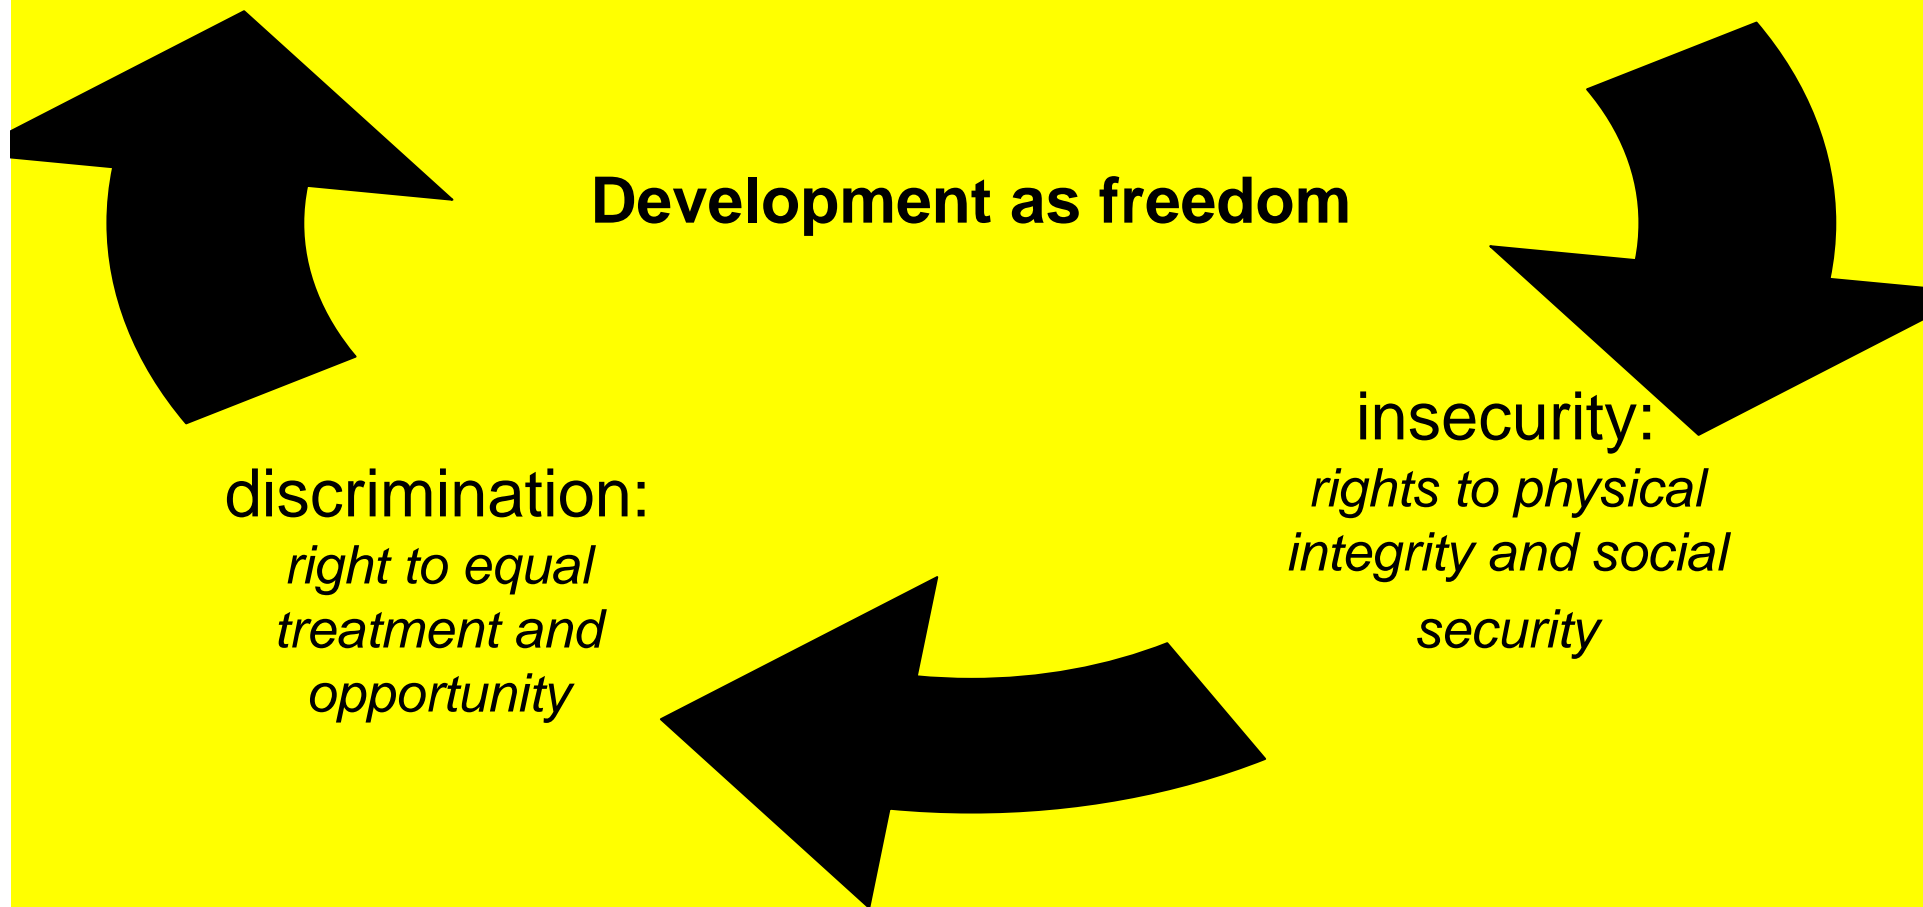 Development as freedom
insecurity:
rights to physical
integrity and social
security
discrimination:
right to equal
treatment and
opportunity